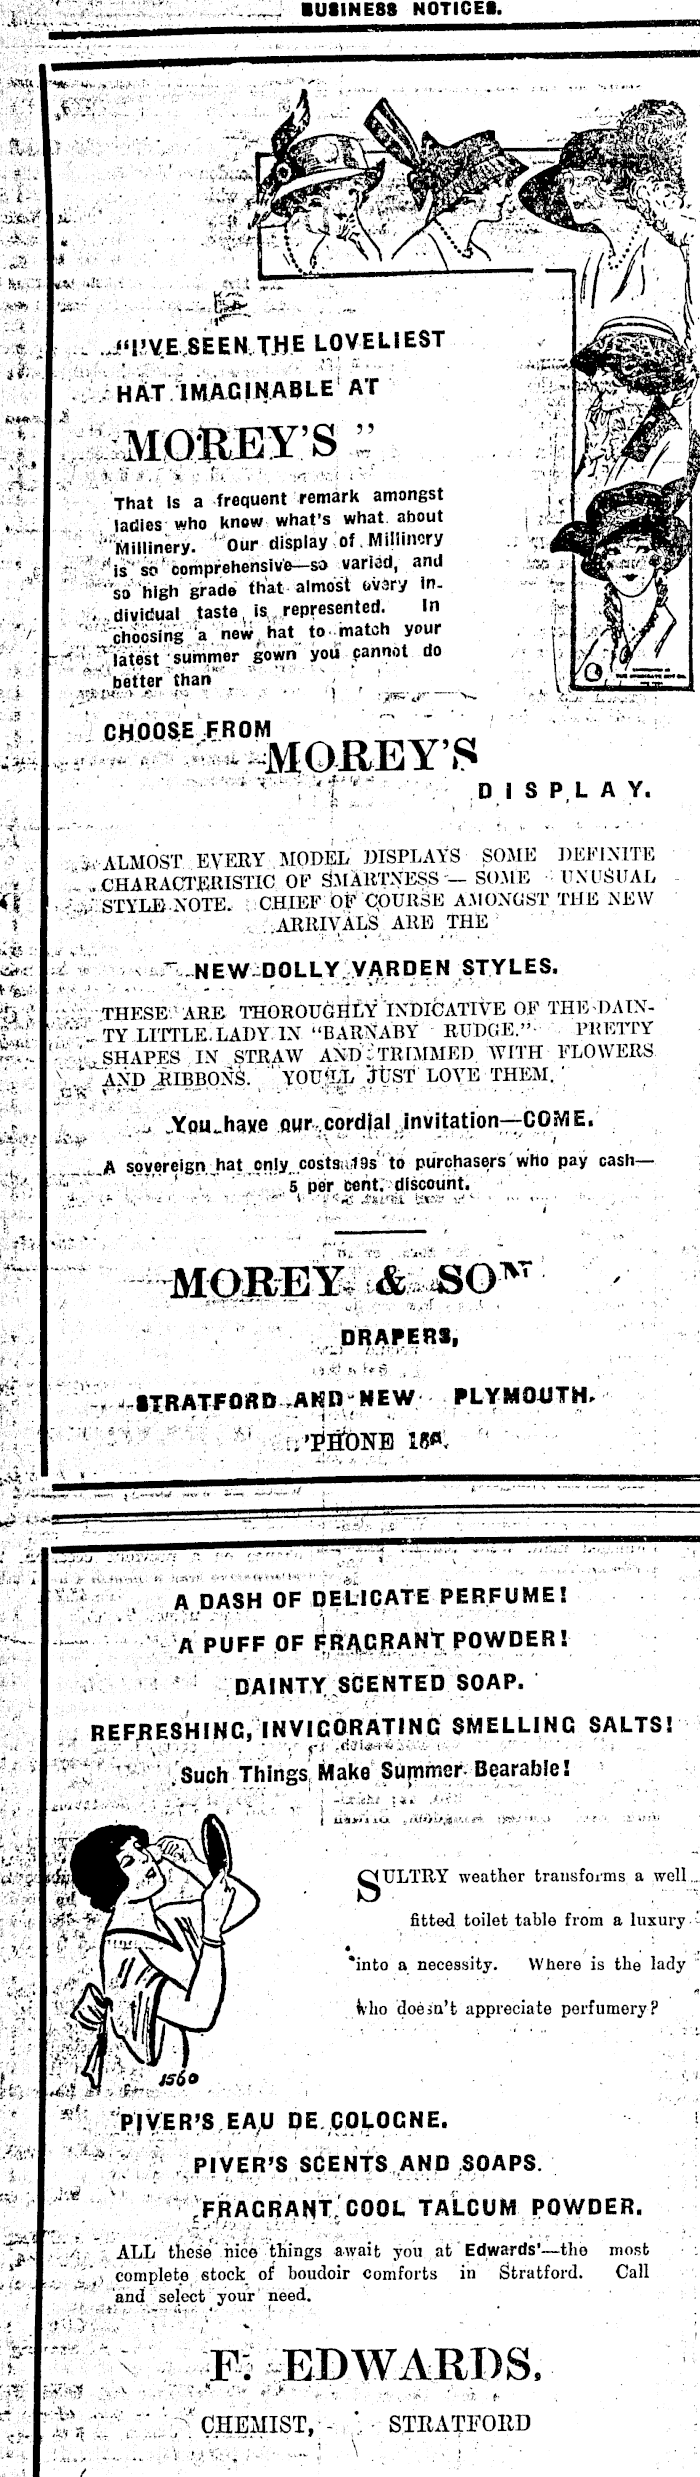 BUSINESS NOTICES.
"I'VE SEEN THE LOVELIEST
HAT IMAGINABLE AT
MOREY'S"
That is a frequent remark amongst
ladies who know what's what about
Millinery. Our display of Millinery
is so comprehensive—so varied, and
so high grade that almost every in-
dividual taste is represented. In
choosing a new hat to match your
latest summer gown you cannot do
better than
CHOOSE FROM
MOREY'S
DISPLAY.
ALMOST EVERY MODEL DISPLAYS SOME DEFINITE
CHARACTERISTIC OF SMARTNESS — SOME UNUSUAL
STYLE NOTE. CHIEF OF COURSE AMONGST THE NEW
ARRIVALS ARE THE
NEW DOLLY VARDEN STYLES.
THESE ARE THOROUGHLY INDICATIVE OF THE DAIN-
TY LITTLE LADY IN "BARNABY RUDGE." PRETTY
SHAPES IN STRAW AND TRIMMED WITH FLOWERS
AND RIBBONS. YOU'LL JUST LOVE THEM.
You have our cordial invitation—COME.
A sovereign hat only costs 19s to purchasers who pay cash—
5 per cent. discount.
MOREY & SON
DRAPERS,
STRATFORD AND NEW PLYMOUTH.
'PHONE
A DASH OF DELICATE PERFUME!
A PUFF OF FRAGRANT POWDER!
DAINTY SCENTED SOAP.
REFRESHING, INVIGORATING SMELLING SALTS!
Such Things Make Summer Bearable!
SULTRY weather transforms a well
fitted toilet table from a luxury
into a necessity. Where is the lady
who doesn't appreciate perfumery?
1560
PIVER'S EAU DE COLOGNE.
PIVER'S SCENTS AND SOAPS.
FRAGRANT COOL TALCUM POWDER.
ALL these nice things await you at Edwards'—the most
complete stock of boudoir comforts in Stratford. Call
and select your need.
F. EDWARDS,
CHEMIST, STRATFORD